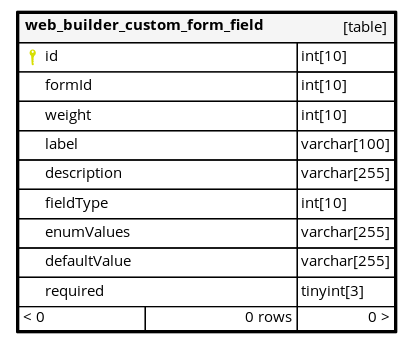 web_builder_custom_form_field [table]
id int[10]
formId int[10]
weight int[10]
label varchar[100]
description varchar[255]
fieldType int[10]
enumValues varchar[255]
defaultValue varchar[255]
required tinyint[3]
< 0 0 rows 0 >